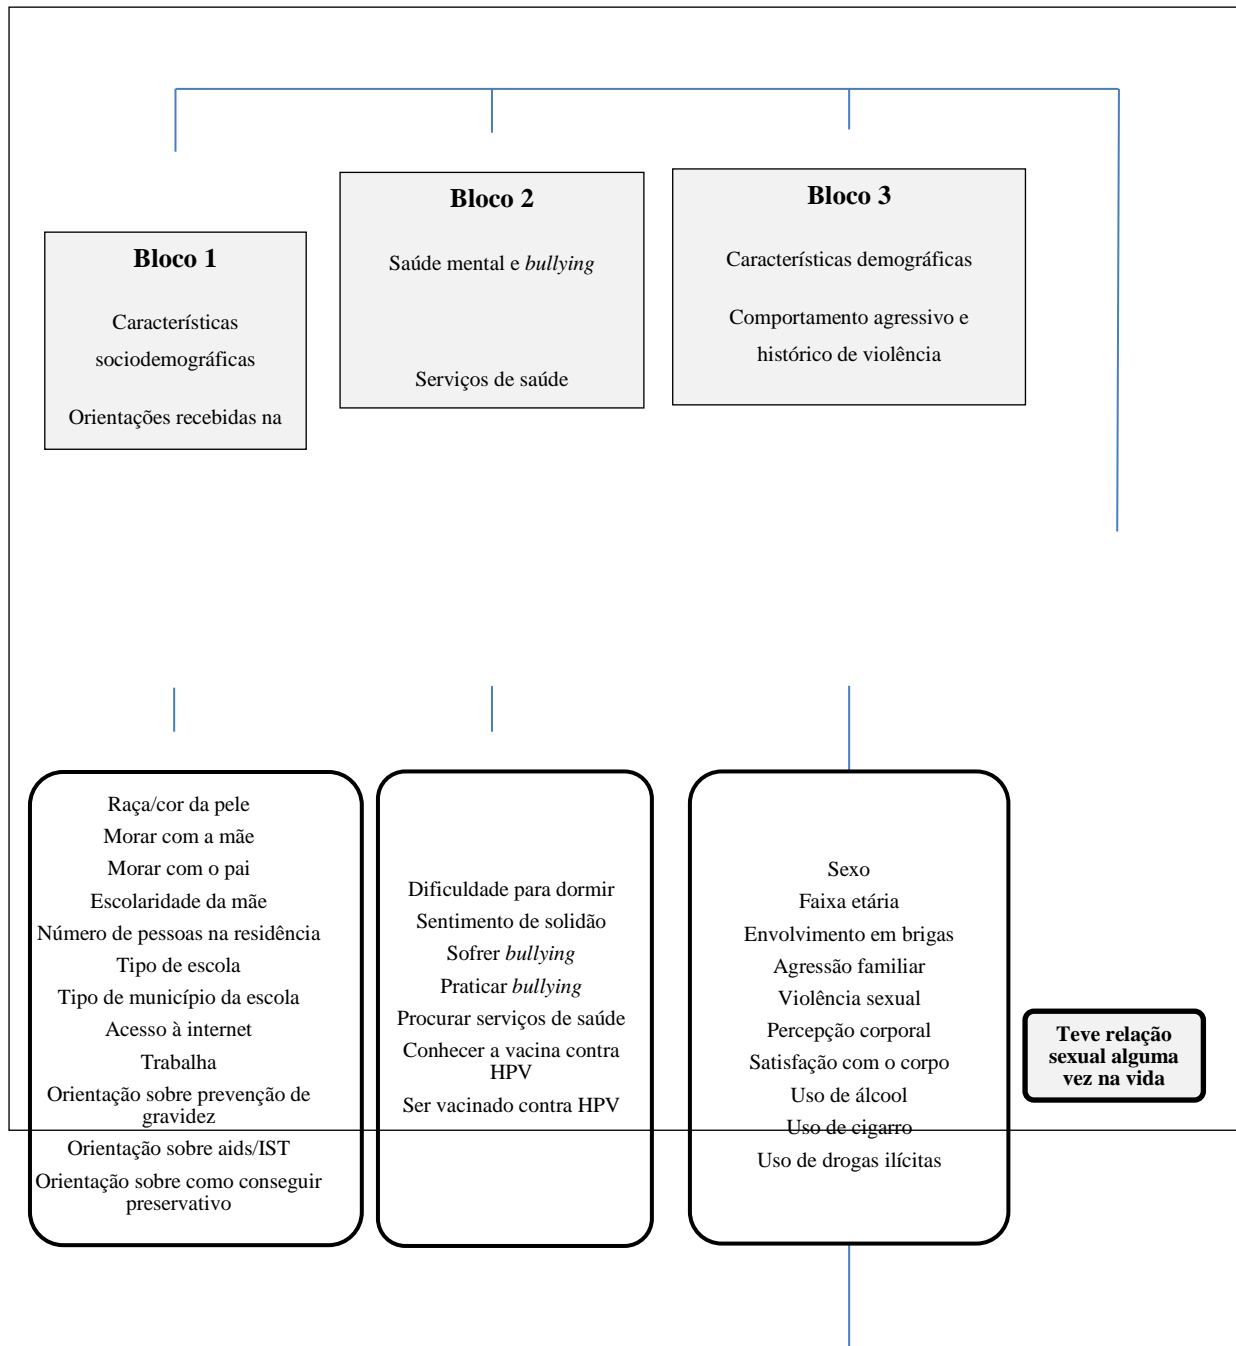 Bloco 1
Características
sociodemográficas
Orientações recebidas na
Bloco 2
Saúde mental e bullying
Serviços de saúde
Bloco 3
Características demográficas
Comportamento agressivo e
histórico de violência
Raça/cor da pele
Morar com a mãe
Morar com o pai
Escolaridade da mãe
Número de pessoas na residência
Tipo de escola
Tipo de município da escola
Acesso à internet
Trabalha
Orientação sobre prevenção de
gravidez
Orientação sobre aids/IST
Orientação sobre como conseguir
preservativo
Dificuldade para dormir
Sentimento de solidão
Sofrer bullying
Praticar bullying
Procurar serviços de saúde
Conhecer a vacina contra
HPV
Ser vacinado contra HPV
Sexo
Faixa etária
Envolvimento em brigas
Agressão familiar
Violência sexual
Percepção corporal
Satisfação com o corpo
Uso de álcool
Uso de cigarro
Uso de drogas ilícitas
Teve relação
sexual alguma
vez na vida